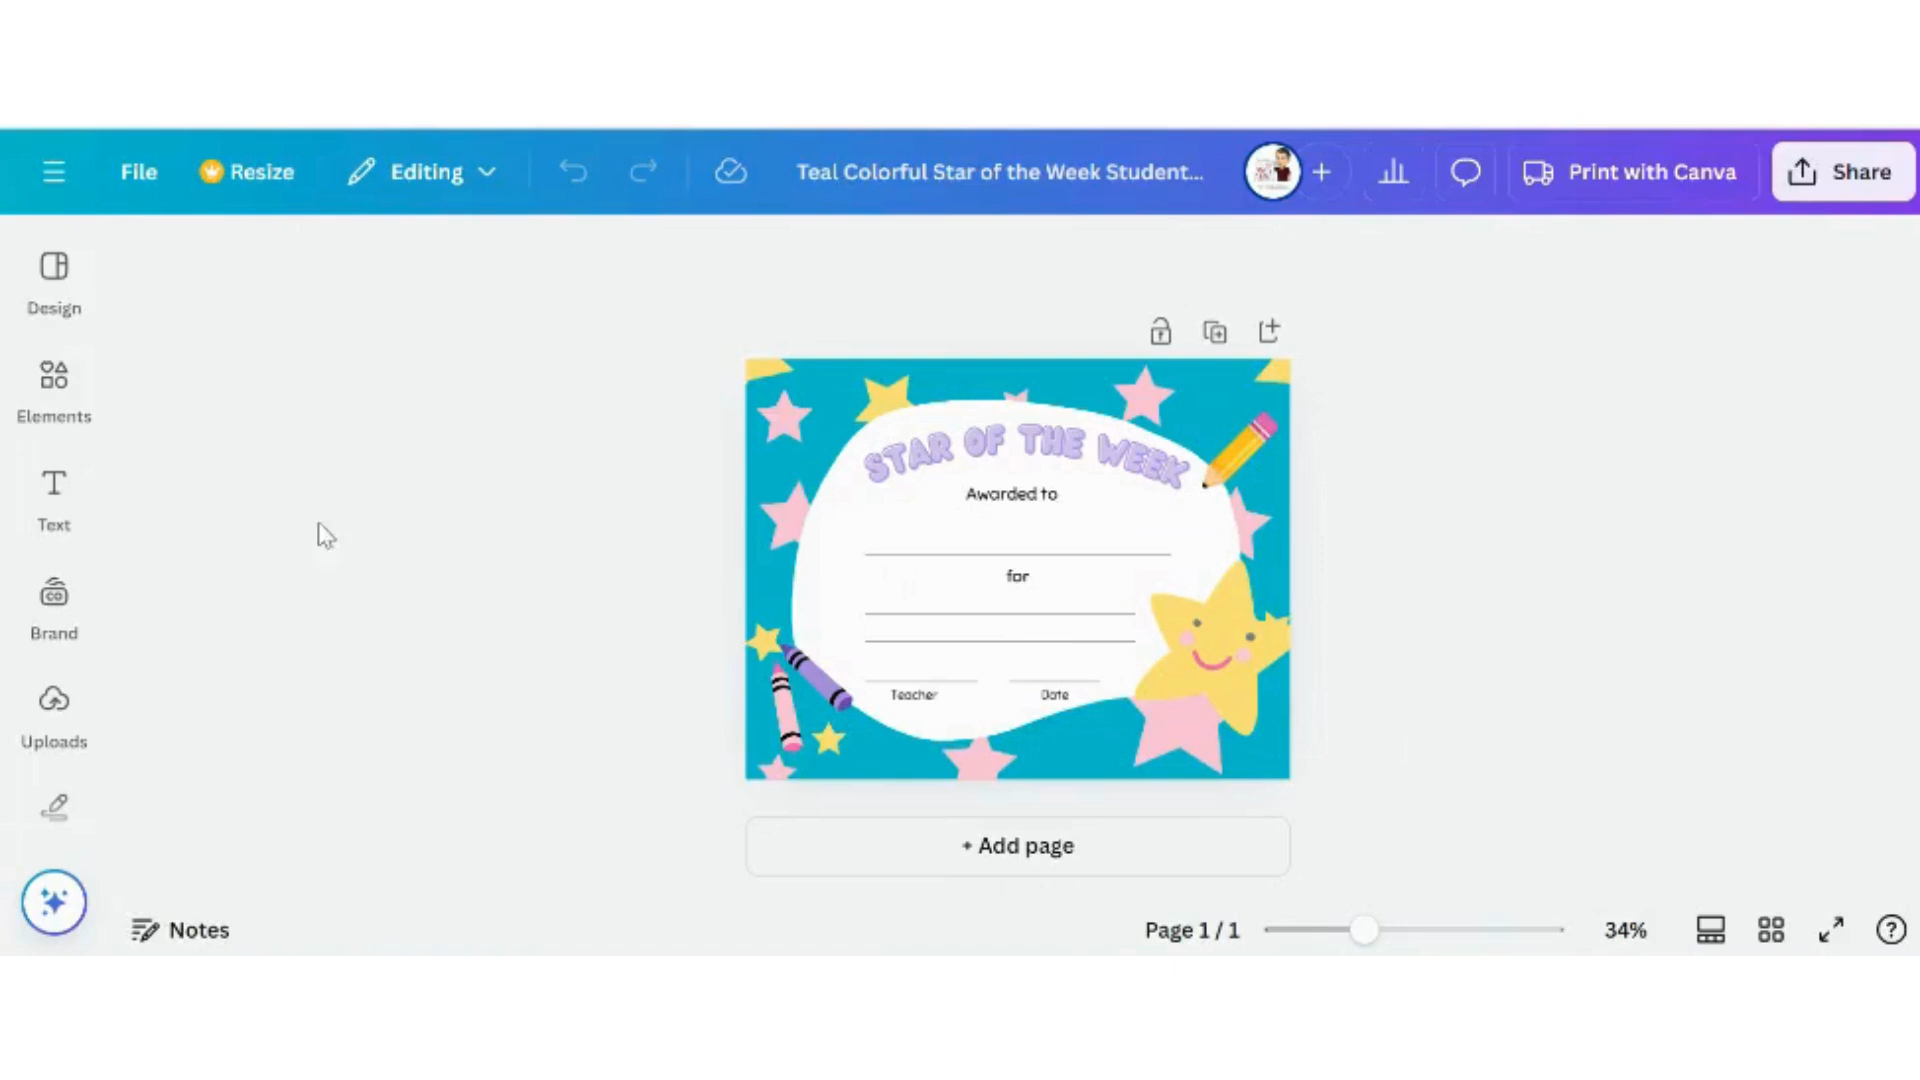 File
Resize
Editing
Teal Colorful Star of the Week Student...
Print with Canva
Share
Design
Elements
Text
Brand
Uploads
STAR OF THE WEEK
Awarded to
for
Teacher
Date
+ Add page
Notes
Page 1 / 1
34%